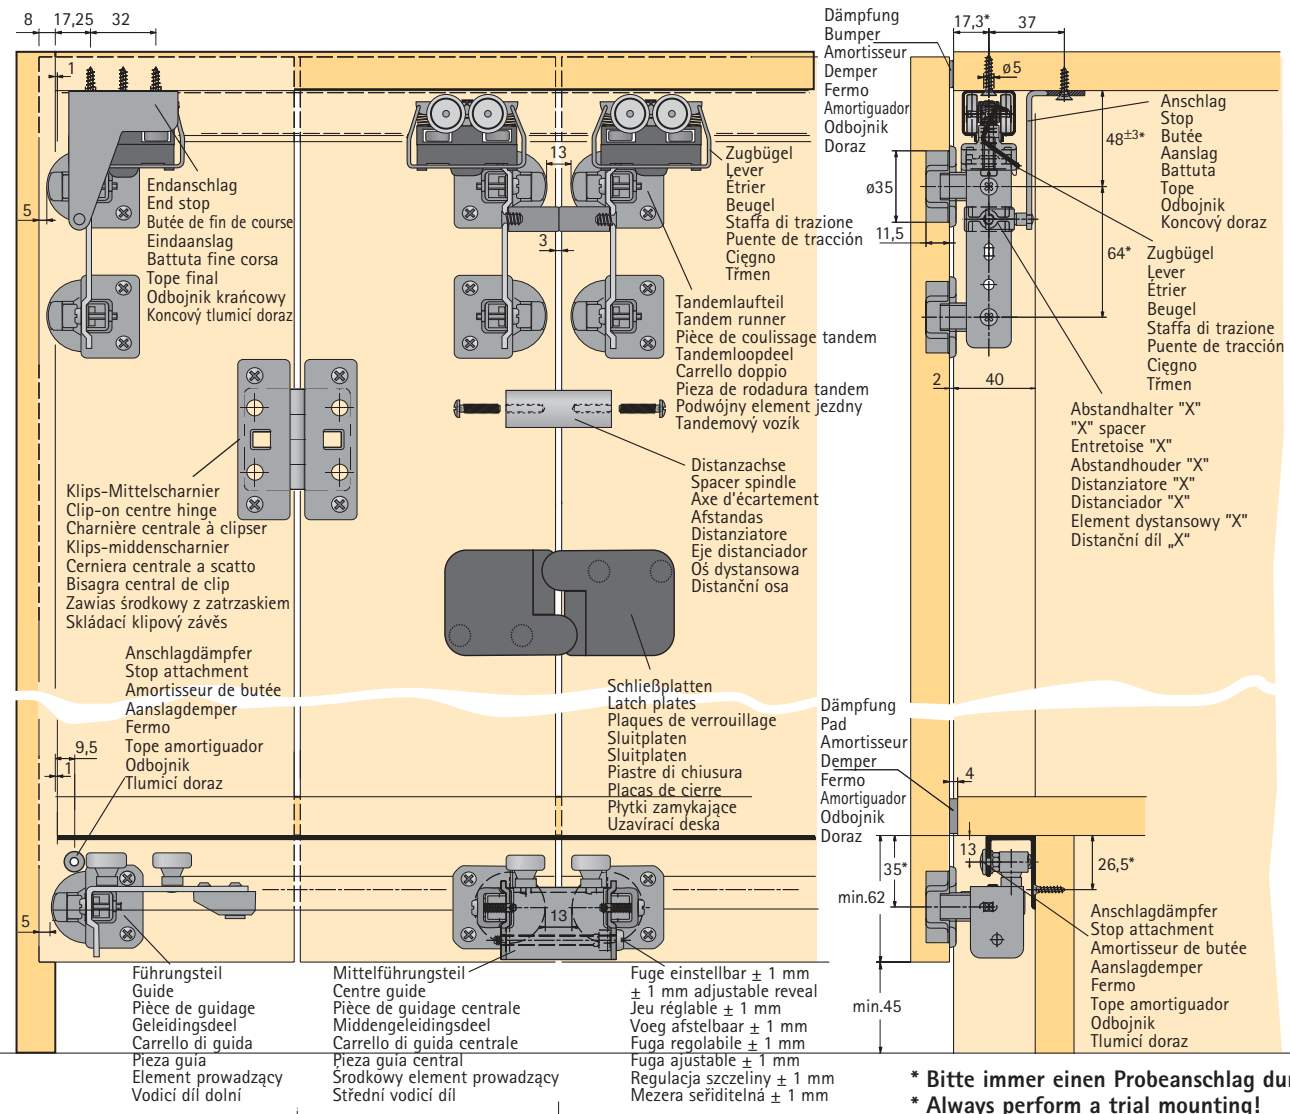 8 17,25 32
1
5
Endanschlag
End stop
Butée de fin de course
Eindaanslag
Battuta fine corsa
Tope final
Odbojnik krańcowy
Koncový tlumicí doraz
13
3
Zugbügel
Lever
Étrier
Beugel
Staffa di trazione
Puente de tracción
Cięgno
Třmen
Tandemlaufteil
Tandem runner
Pièce de coulissage tandem
Tandemloopdeel
Carrello doppio
Pieza de rodadura tandem
Podwójny element jezdny
Tandemový vozík
Distanzachse
Spacer spindle
Axe d'écartement
Afstandas
Distanziatore
Eje distanciador
Oś dystansowa
Distanční osa
Klips-Mittelscharnier
Clip-on centre hinge
Charnière centrale à clipser
Klips-middenscharnier
Cerniera centrale a scatto
Bisagra central de clip
Zawias środkowy z zatrzaskiem
Skládací klipový závěs
Anschlagdämpfer
Stop attachment
Amortisseur de butée
Aanslagdemper
Fermo
Tope amortiguador
Odbojnik
Tlumicí doraz
9,5
1
Schließplatten
Latch plates
Plaques de verrouillage
Sluitplaten
Sluitplaten
Piastre di chiusura
Placas de cierre
Płytki zamykające
Uzavírací deska
5
13
Führungsteil
Guide
Pièce de guidage
Geleidingsdeel
Carrello di guida
Pieza guía
Element prowadzący
Vodicí díl dolní
Mittelführungsteil
Centre guide
Pièce de guidage centrale
Middengeleidingsdeel
Carrello di guida centrale
Pieza guía central
Środkowy element prowadzący
Střední vodicí díl
Fuge einstellbar ± 1 mm
± 1 mm adjustable reveal
Jeu réglable ± 1 mm
Voeg afstelbaar ± 1 mm
Fuga regolabile ± 1 mm
Fuga ajustable ± 1 mm
Regulacja szczeliny ± 1 mm
Mezera seřiditelná ± 1 mm
Dämpfung
Bumper
Amortisseur
Demper
Fermo
Amortiguador
Odbojnik
Doraz
17,3* 37
ø5
48±3*
ø35
11,5
64*
2 40
Anschlag
Stop
Butée
Aanslag
Battuta
Tope
Odbojnik
Koncový doraz
Zugbügel
Lever
Étrier
Beugel
Staffa di trazione
Puente de tracción
Cięgno
Třmen
Abstandhalter "X"
"X" spacer
Entretoise "X"
Abstandhouder "X"
Distanziatore "X"
Distanciador "X"
Element dystansowy "X"
Distanční díl „X"
Dämpfung
Pad
Amortisseur
Demper
Fermo
Amortiguador
Odbojnik
Doraz
4
13
35*
26,5*
min.62
min.45
Anschlagdämpfer
Stop attachment
Amortisseur de butée
Aanslagdemper
Fermo
Tope amortiguador
Odbojnik
Tlumicí doraz
* Bitte immer einen Probeanschlag du
* Always perform a trial mounting!